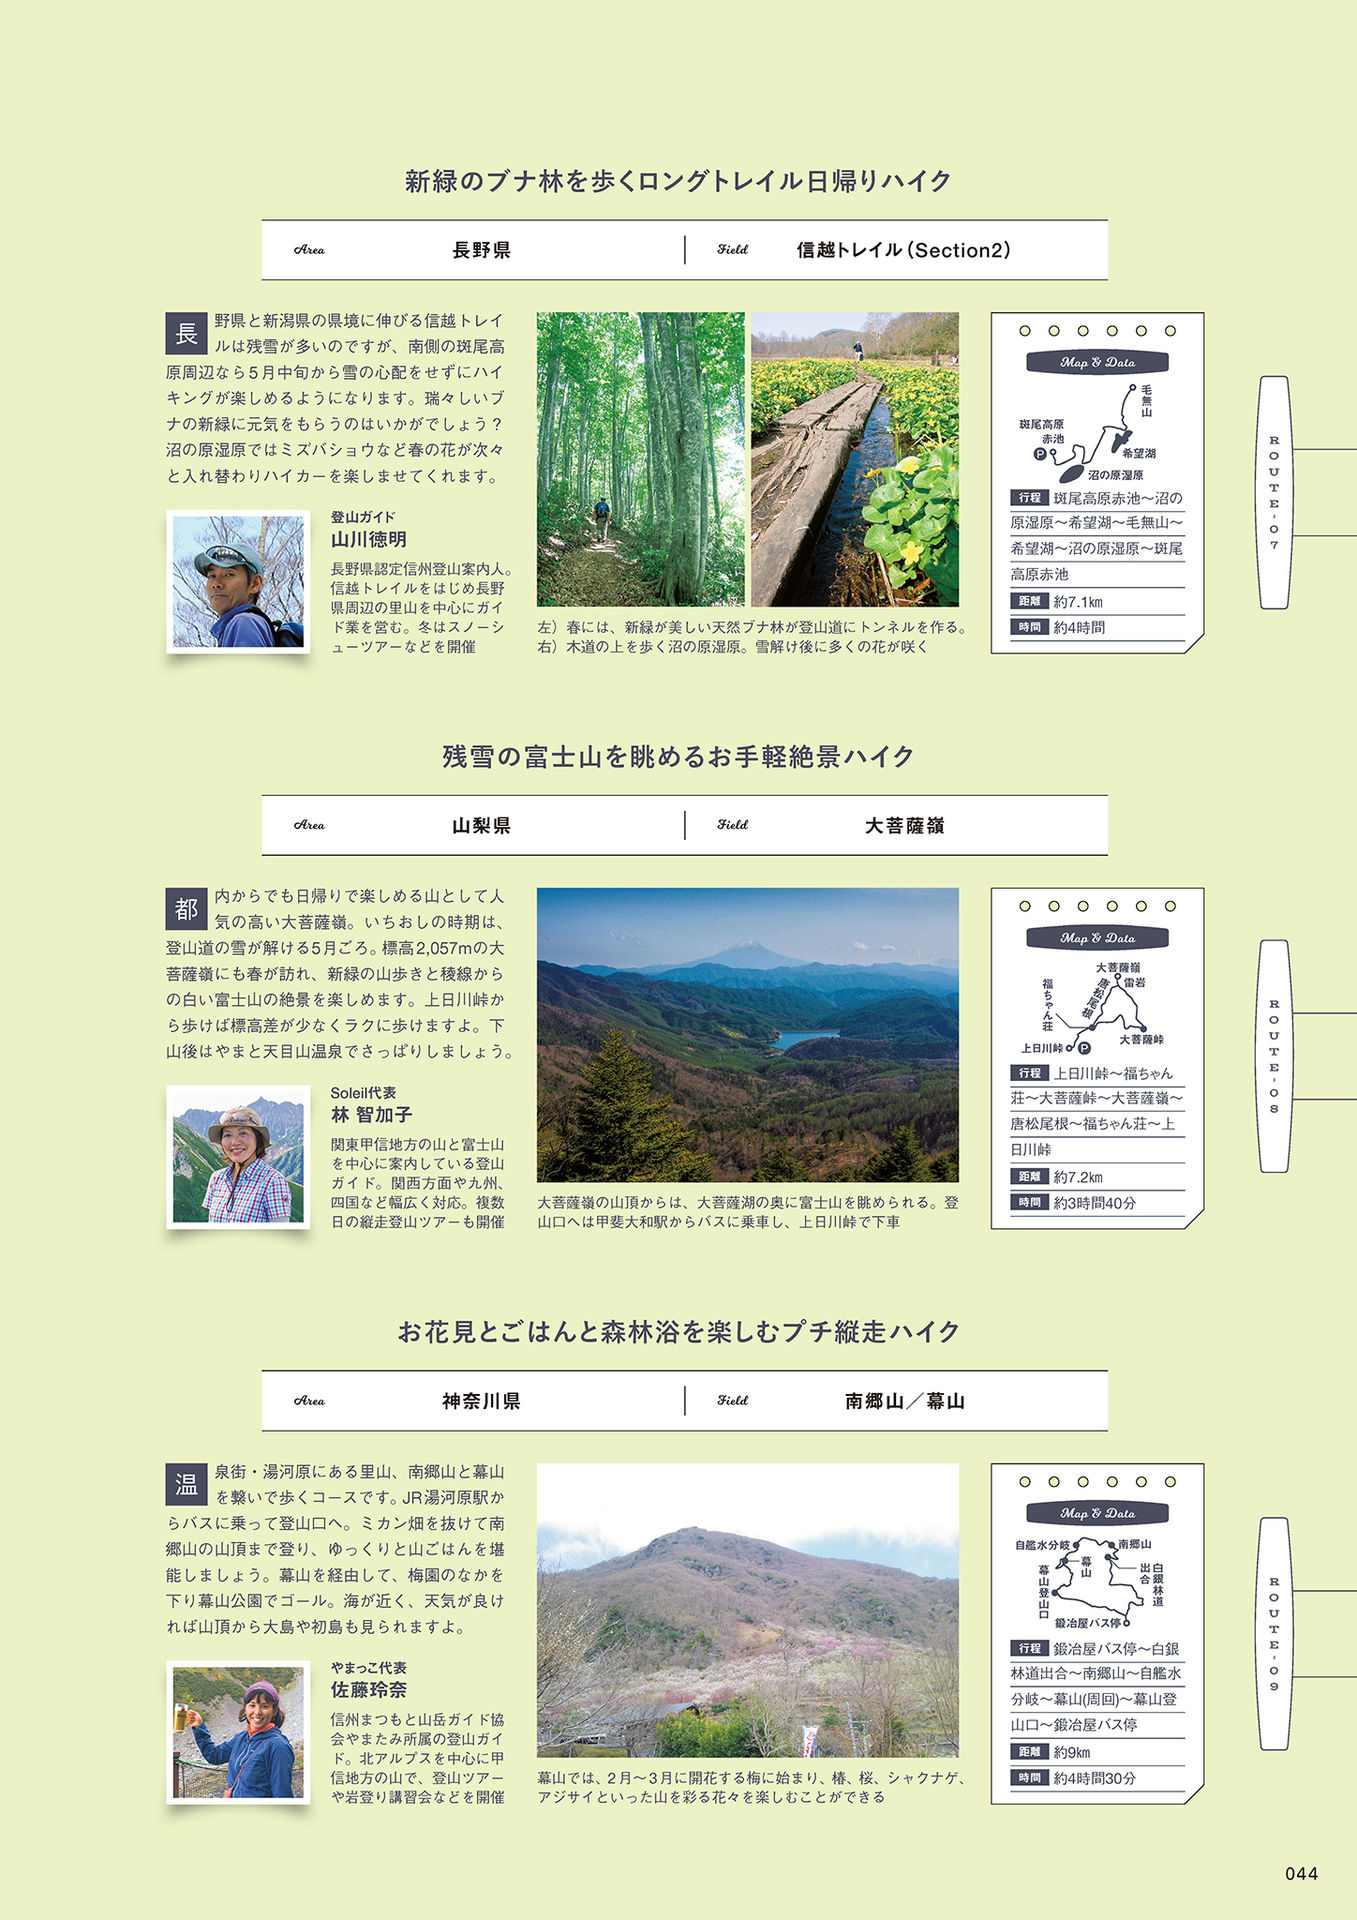 新緑のブナ林を歩くロングトレイル日帰りハイク
Area 長野県 Field 信越トレイル（Section2）
長野県と新潟県の県境に伸びる信越トレイ
ルは残雪が多いのですが、南側の斑尾高
原周辺なら5月中旬から雪の心配をせずにハイ
キングが楽しめるようになります。瑞々しいブ
ナの新緑に元気をもらうのはいかがでしょう？
沼の原湿原ではミズバショウなど春の花が次々
と入れ替わりハイカーを楽しませてくれます。
登山ガイド
山川徳明
長野県認定信州登山案内人。
信越トレイルをはじめ長野
県周辺の里山を中心にガイ
ド業を営む。冬はスノーシ
ューツアーなどを開催
左）春には、新緑が美しい天然ブナ林が登山道にトンネルを作る。
右）木道の上を歩く沼の原湿原。雪解け後に多くの花が咲く
Map & Data
毛無山
斑尾高原
赤池
P
希望湖
沼の原湿原
行程 斑尾高原赤池〜沼の
原湿原〜希望湖〜毛無山〜
希望湖〜沼の原湿原〜斑尾
高原赤池
距離 約7.1km
時間 約4時間
ROUTE,07
残雪の富士山を眺めるお手軽絶景ハイク
Area 山梨県 Field 大菩薩嶺
都内からでも日帰りで楽しめる山として人
気の高い大菩薩嶺。いちおしの時期は、
登山道の雪が解ける5月ごろ。標高2,057mの大
菩薩嶺にも春が訪れ、新緑の山歩きと稜線から
の白い富士山の絶景を楽しめます。上日川峠か
ら歩けば標高差が少なくラクに歩けますよ。下
山後はやまと天目山温泉でさっぱりしましょう。
Soleil代表
林 智加子
関東甲信地方の山と富士山
を中心に案内している登山
ガイド。関西方面や九州、
四国など幅広く対応。複数
日の縦走登山ツアーも開催
大菩薩嶺の山頂からは、大菩薩湖の奥に富士山を眺められる。登
山口へは甲斐大和駅からバスに乗車し、上日川峠で下車
Map & Data
大菩薩嶺
雷岩
唐松尾根
福ちゃん荘
大菩薩峠
上日川峠 P
行程 上日川峠〜福ちゃん
荘〜大菩薩峠〜大菩薩嶺〜
唐松尾根〜福ちゃん荘〜上
日川峠
距離 約7.2km
時間 約3時間40分
ROUTE,08
お花見とごはんと森林浴を楽しむプチ縦走ハイク
Area 神奈川県 Field 南郷山／幕山
温泉街・湯河原にある里山、南郷山と幕山
を繋いで歩くコースです。JR湯河原駅か
らバスに乗って登山口へ。ミカン畑を抜けて南
郷山の山頂まで登り、ゆっくりと山ごはんを堪
能しましょう。幕山を経由して、梅園のなかを
下り幕山公園でゴール。海が近く、天気が良け
れば山頂から大島や初島も見られますよ。
やまっこ代表
佐藤玲奈
信州まつもと山岳ガイド協
会やまたみ所属の登山ガイ
ド。北アルプスを中心に甲
信地方の山で、登山ツアー
や岩登り講習会などを開催
幕山では、2月〜3月に開花する梅に始まり、椿、桜、シャクナゲ、
アジサイといった山を彩る花々を楽しむことができる
Map & Data
自艦水分岐
南郷山
幕山
白銀林道
出合
幕山登山口
鍛冶屋バス停
行程 鍛冶屋バス停〜白銀
林道出合〜南郷山〜自艦水
分岐〜幕山(周回)〜幕山登
山口〜鍛冶屋バス停
距離 約9km
時間 約4時間30分
ROUTE,09
044